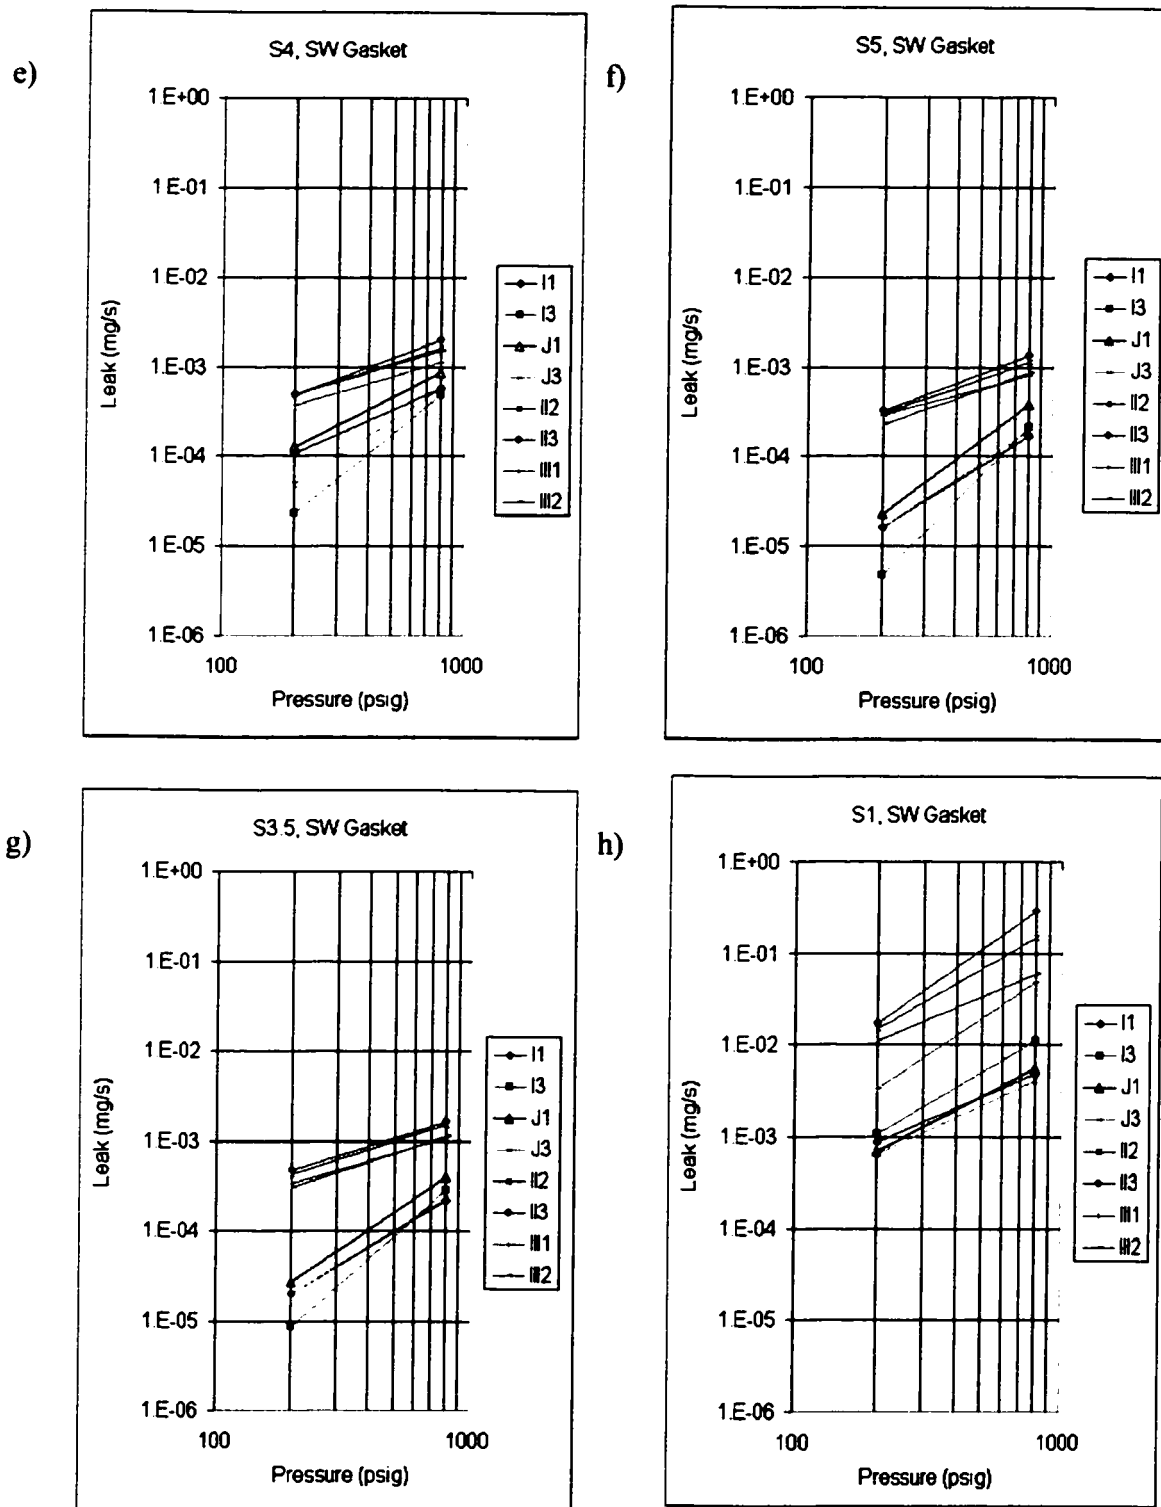 e)
S4, SW Gasket
1.E+00
1.E-01
1.E-02
1.E-03
1.E-04
1.E-05
1.E-06
100
1000
Leak (mg/s)
Pressure (psig)
I1
I3
J1
J3
II2
II3
III1
III2
f)
S5, SW Gasket
1.E+00
1.E-01
1.E-02
1.E-03
1.E-04
1.E-05
1.E-06
100
1000
Leak (mg/s)
Pressure (psig)
I1
I3
J1
J3
II2
II3
III1
III2
g)
S3.5, SW Gasket
1.E+00
1.E-01
1.E-02
1.E-03
1.E-04
1.E-05
1.E-06
100
1000
Leak (mg/s)
Pressure (psig)
I1
I3
J1
J3
II2
II3
III1
III2
h)
S1, SW Gasket
1.E+00
1.E-01
1.E-02
1.E-03
1.E-04
1.E-05
1.E-06
100
1000
Leak (mg/s)
Pressure (psig)
I1
I3
J1
J3
II2
II3
III1
III2